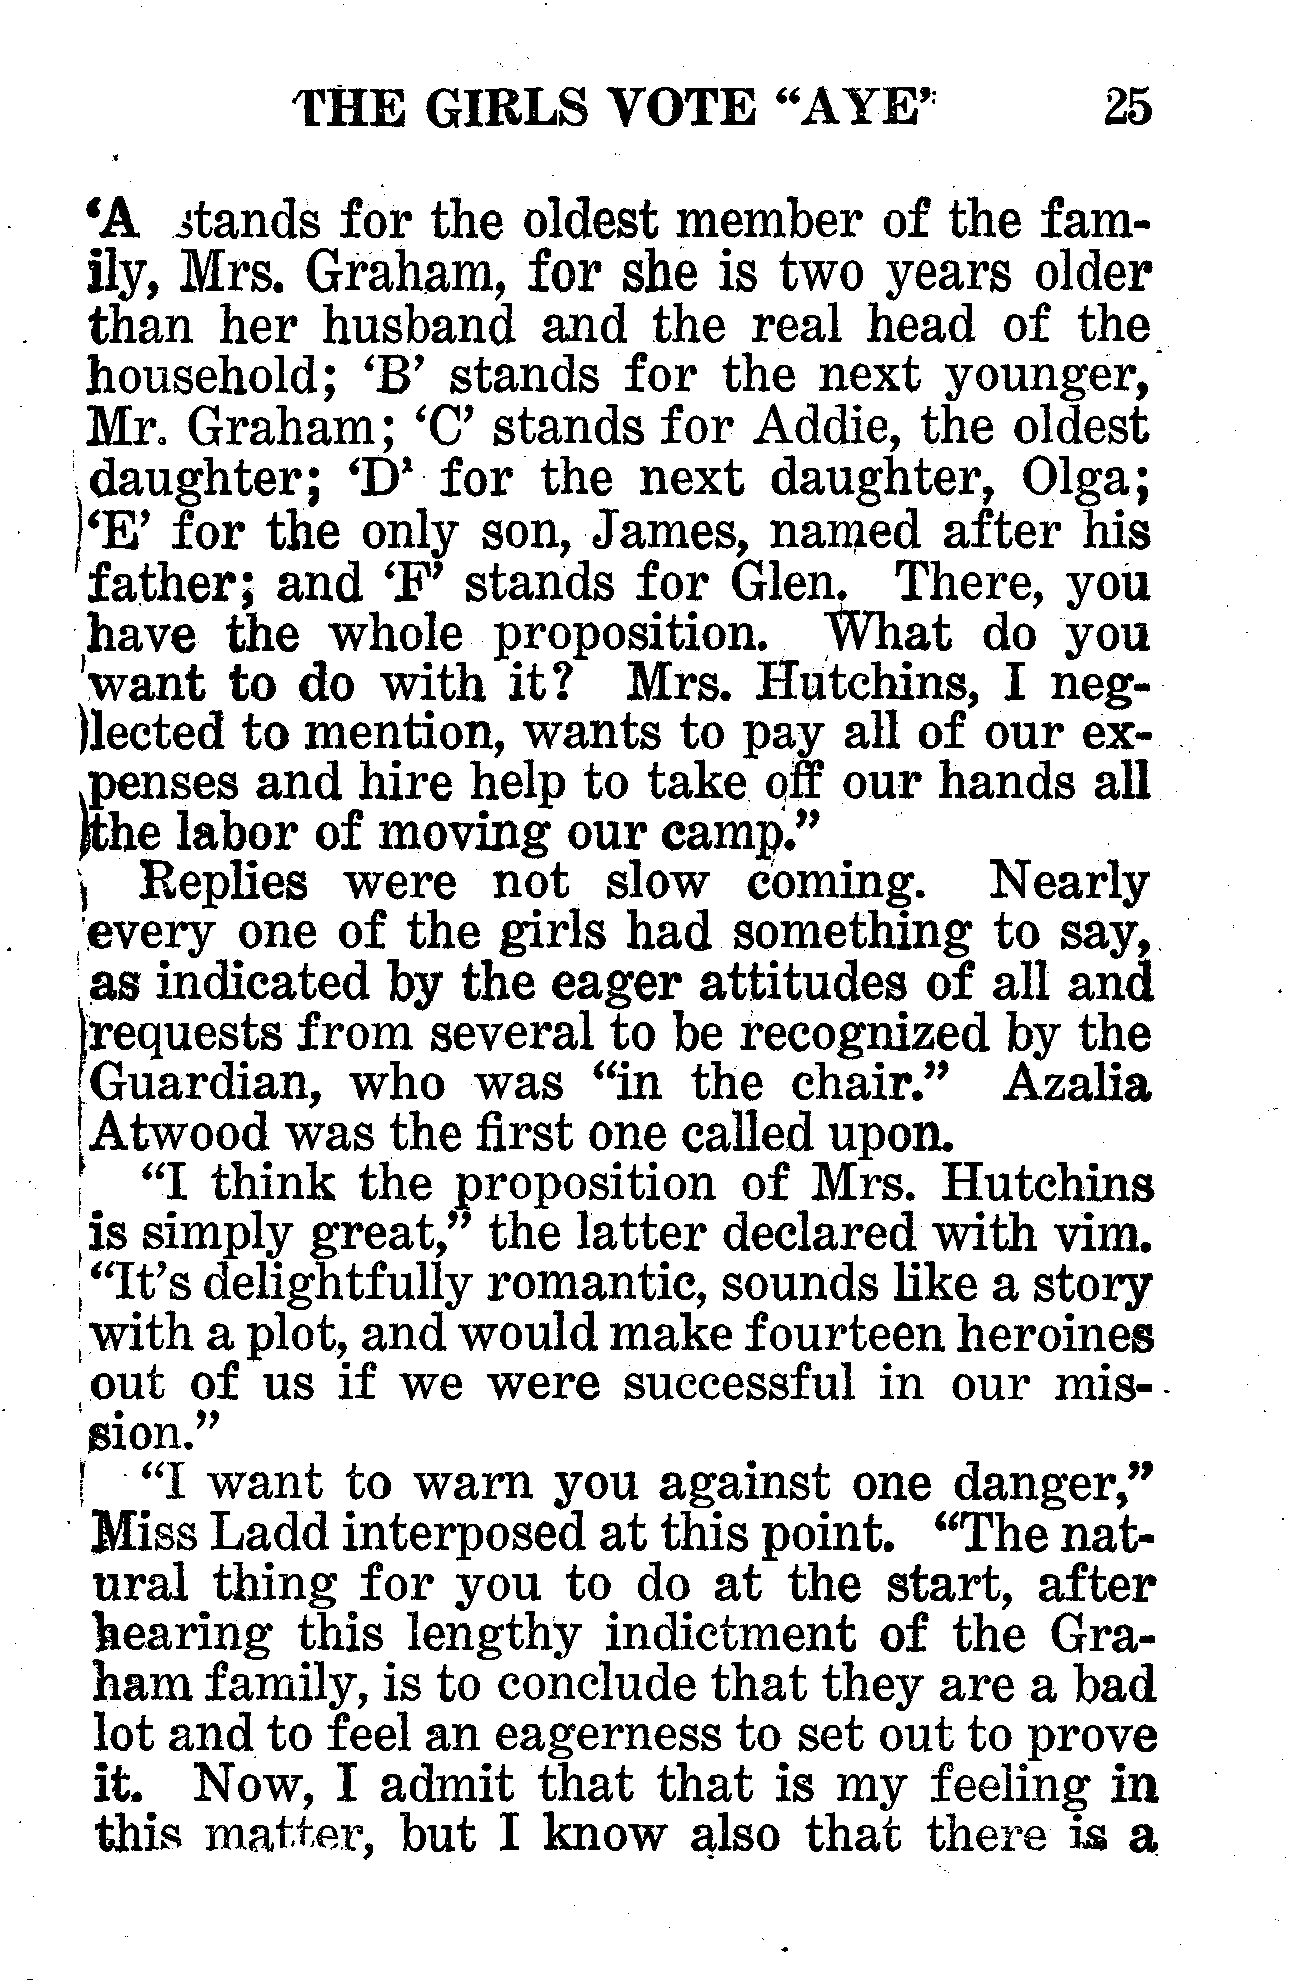 THE GIRLS VOTE "AYE" 25
‘A stands for the oldest member of the fam-
ily, Mrs. Graham, for she is two years older
than her husband and the real head of the
household; ‘B’ stands for the next younger,
Mr. Graham; ‘C’ stands for Addie, the oldest
daughter; ‘D’ for the next daughter, Olga;
‘E’ for the only son, James, named after his
father; and ‘F’ stands for Glen. There, you
have the whole proposition. What do you
want to do with it? Mrs. Hutchins, I neg-
lected to mention, wants to pay all of our ex-
penses and hire help to take off our hands all
the labor of moving our camp.”
Replies were not slow coming. Nearly
every one of the girls had something to say,
as indicated by the eager attitudes of all and
requests from several to be recognized by the
Guardian, who was “in the chair.” Azalia
Atwood was the first one called upon.
“I think the proposition of Mrs. Hutchins
is simply great,” the latter declared with vim.
“It’s delightfully romantic, sounds like a story
with a plot, and would make fourteen heroines
out of us if we were successful in our mis-
sion.”
“I want to warn you against one danger,”
Miss Ladd interposed at this point. “The nat-
ural thing for you to do at the start, after
hearing this lengthy indictment of the Gra-
ham family, is to conclude that they are a bad
lot and to feel an eagerness to set out to prove
it. Now, I admit that that is my feeling in
this matter, but I know also that there is a